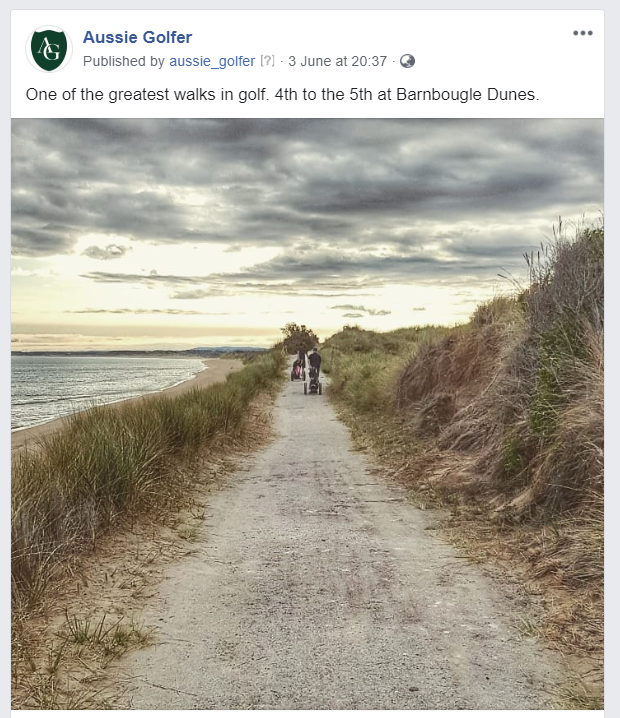 AG
Aussie Golfer
Published by aussie_golfer [?] · 3 June at 20:37 ·
One of the greatest walks in golf. 4th to the 5th at Barnbougle Dunes.